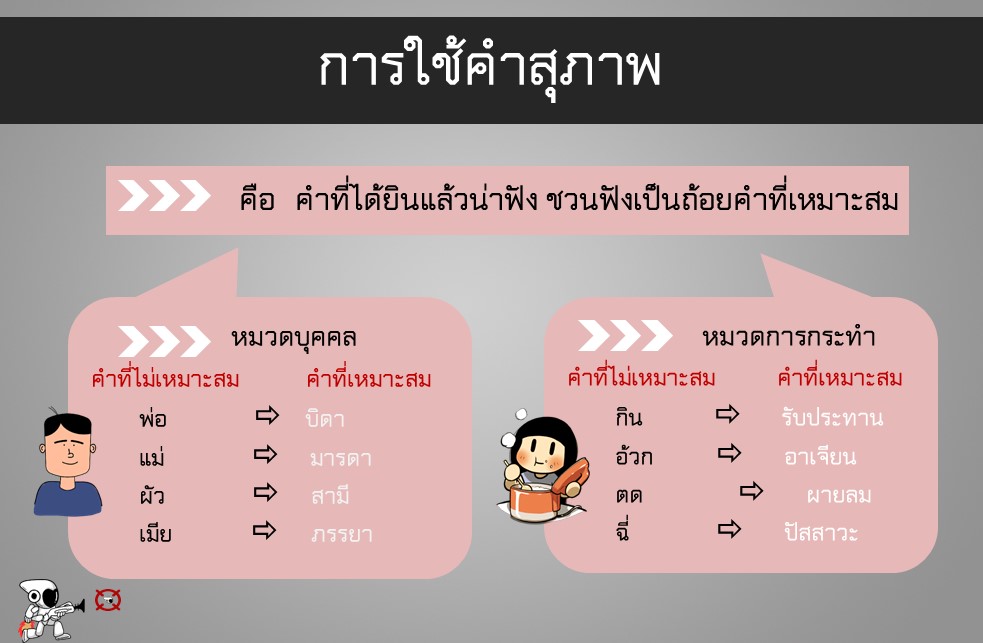 การใช้คำสุภาพ
คือ คำที่ได้ยินแล้วน่าฟัง ชวนฟังเป็นถ้อยคำที่เหมาะสม
หมวดบุคคล
คำที่ไม่เหมาะสม คำที่เหมาะสม
พ่อ ⇨ บิดา
แม่ ⇨ มารดา
ผัว ⇨ สามี
เมีย ⇨ ภรรยา
หมวดการกระทำ
คำที่ไม่เหมาะสม คำที่เหมาะสม
กิน ⇨ รับประทาน
อ้วก ⇨ อาเจียน
ตด ⇨ ผายลม
ฉี่ ⇨ ปัสสาวะ